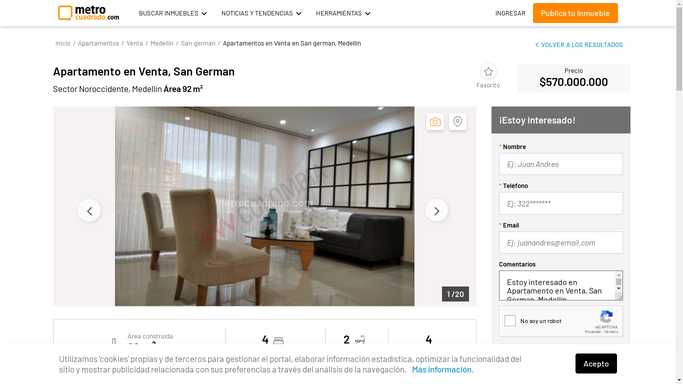 metro
cuadrado.com
BUSCAR INMUEBLES
NOTICIAS Y TENDENCIAS
HERRAMIENTAS
INGRESAR
Publica tu Inmueble
Inicio / Apartamentos / Venta / Medellín / San german / Apartamentos en Venta en San german, Medellín
VOLVER A LOS RESULTADOS
Apartamento en Venta, San German
Sector Noroccidente, Medellín Área 92 m²
Favorito
Precio
$570.000.000
1 / 20
¡Estoy Interesado!
* Nombre
Ej: Juan Andres
* Teléfono
Ej: 322*******
* Email
Ej: juanandres@email.com
Comentarios
Estoy interesado en
Apartamento en Venta, San
German, Medellín
No soy un robot
reCAPTCHA
Privacidad - Términos
Área construida
4
2
4
Utilizamos 'cookies' propias y de terceros para gestionar el portal, elaborar información estadística, optimizar la funcionalidad del
sitio y mostrar publicidad relacionada con sus preferencias a través del análisis de la navegación. Más información.
Acepto